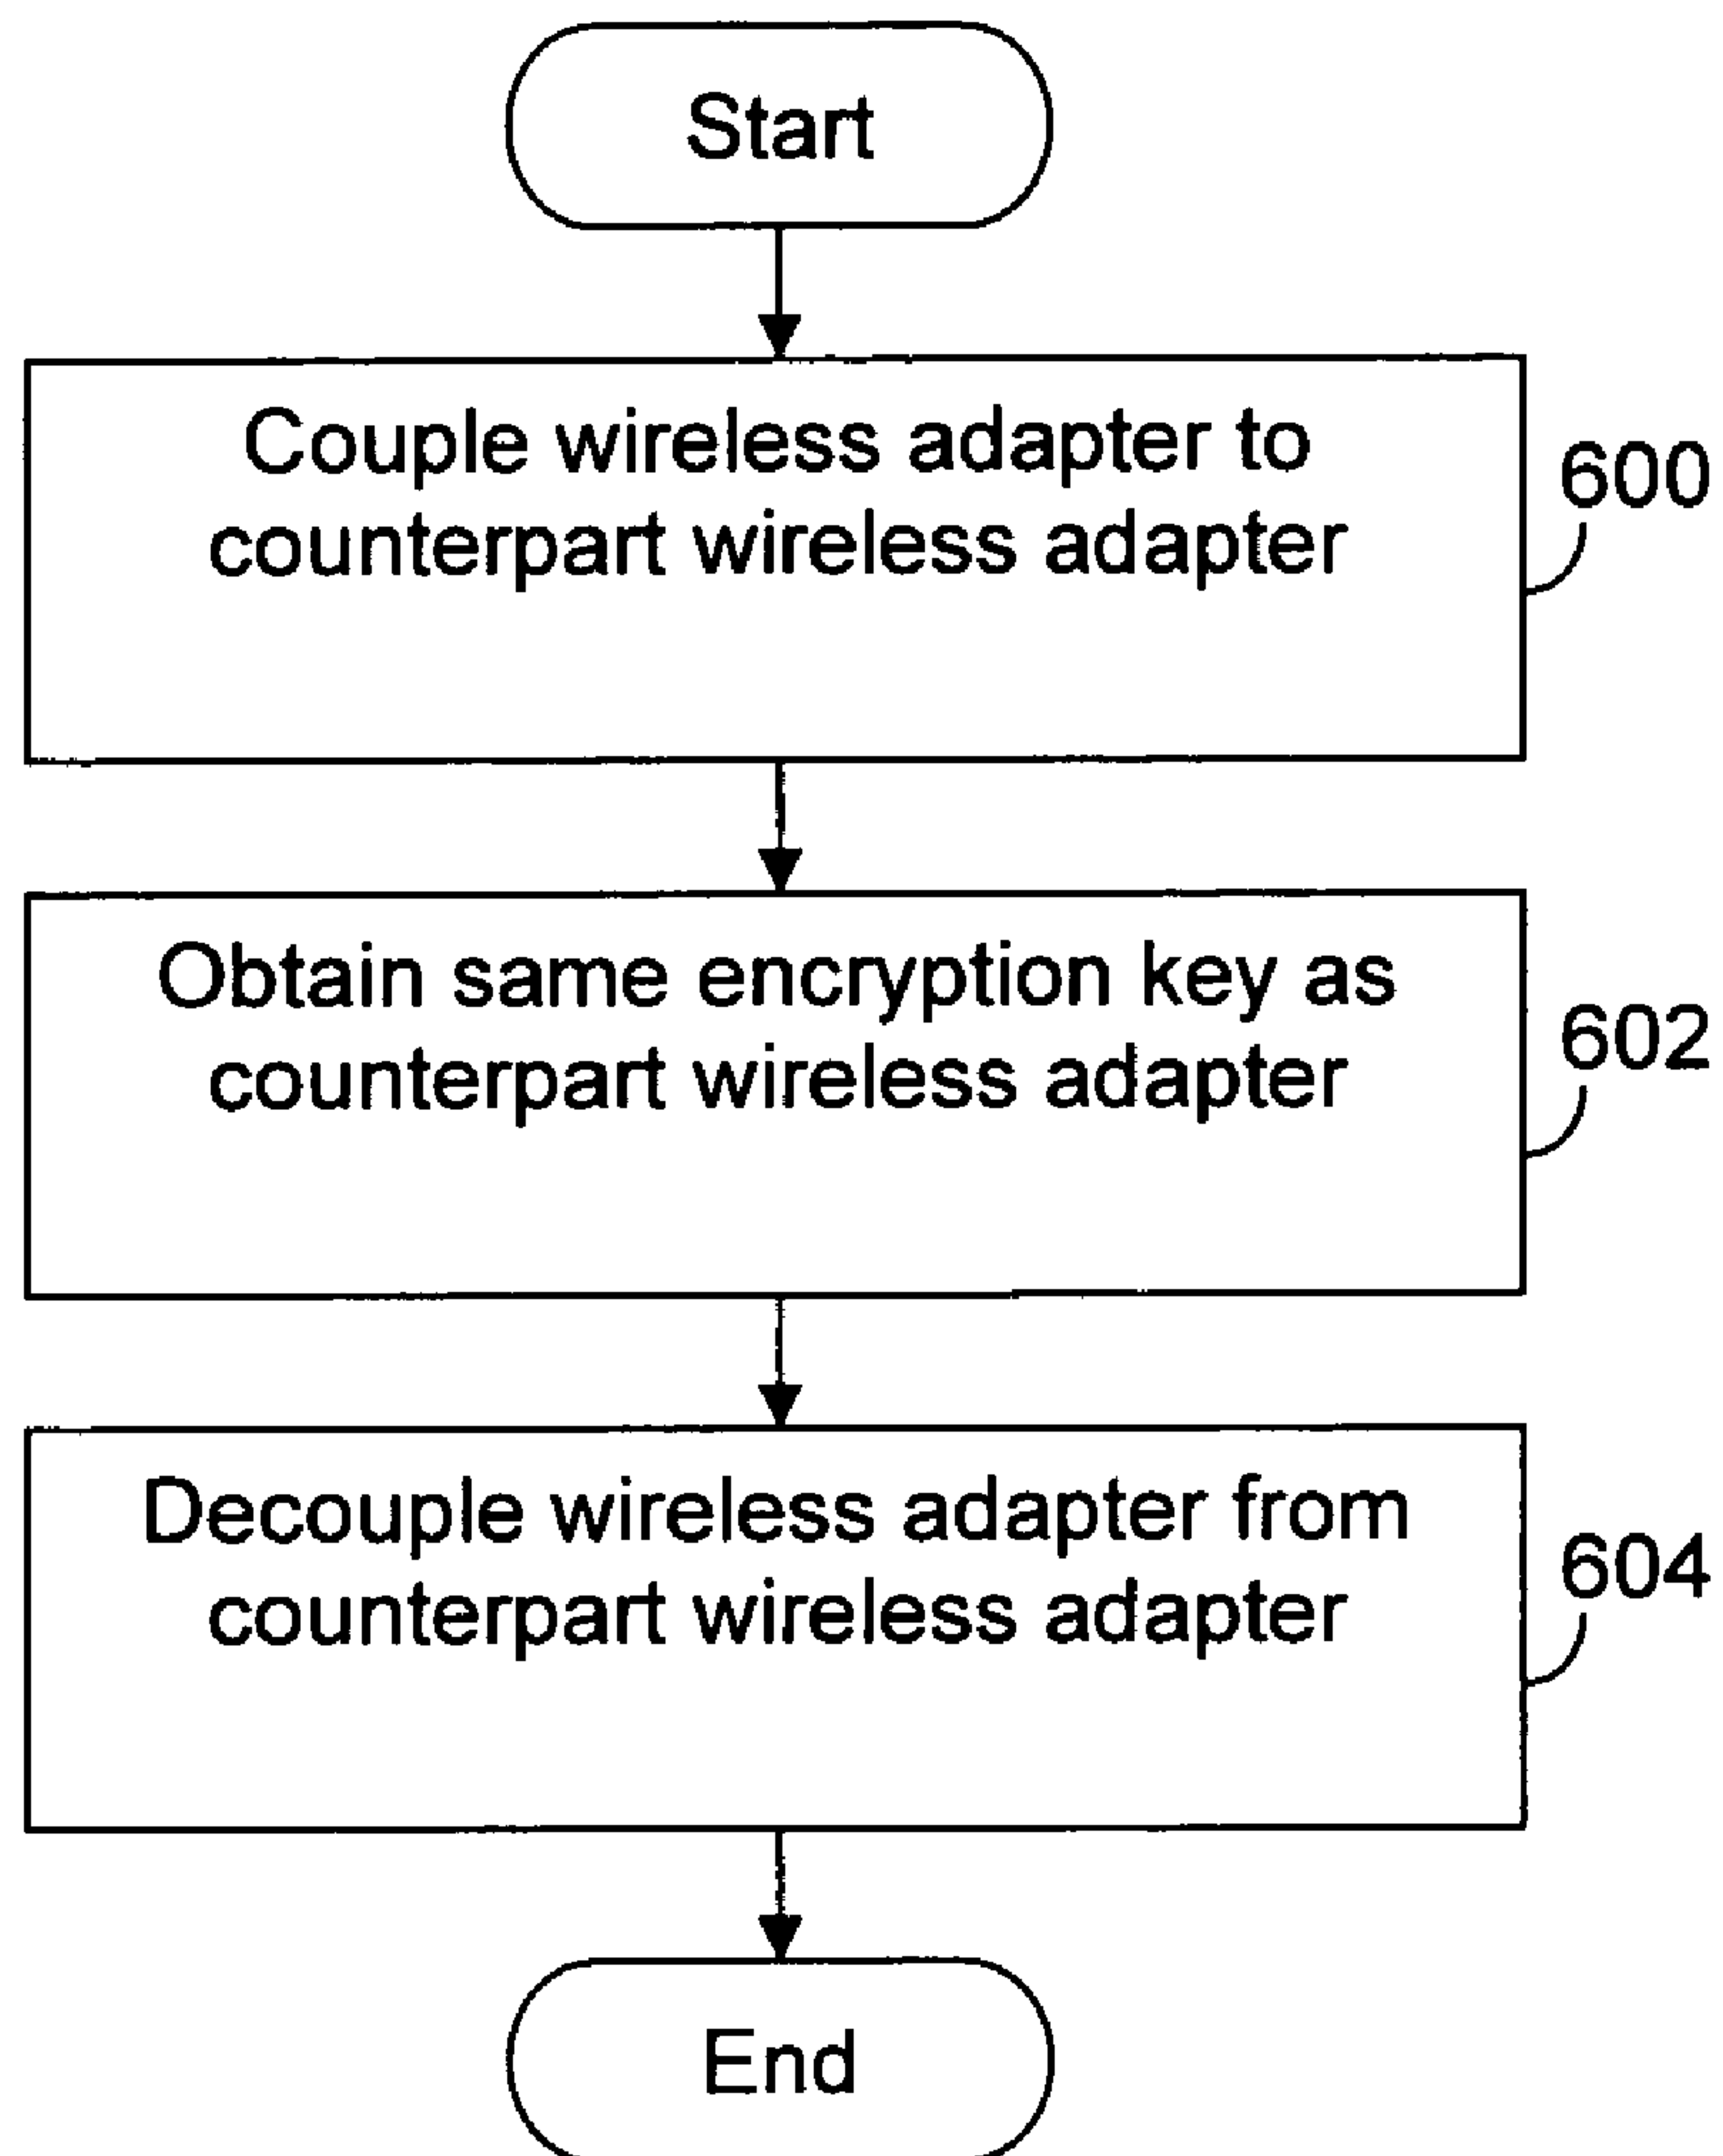 Start
Couple wireless adapter to
counterpart wireless adapter
600
Obtain same encryption key as
counterpart wireless adapter
602
Decouple wireless adapter from
counterpart wireless adapter
604
End